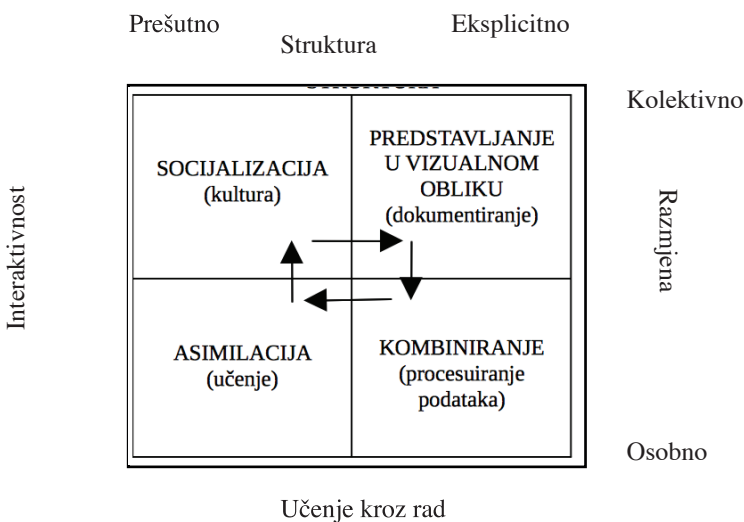 Prešutno
Eksplicitno
Struktura
Kolektivno
SOCIJALIZACIJA
(kultura)
PREDSTAVLJANJE
U VIZUALNOM
OBLIKU
(dokumentiranje)
Interaktivnost
Razmjena
ASIMILACIJA
(učenje)
KOMBINIRANJE
(procesuiranje
podataka)
Osobno
Učenje kroz rad